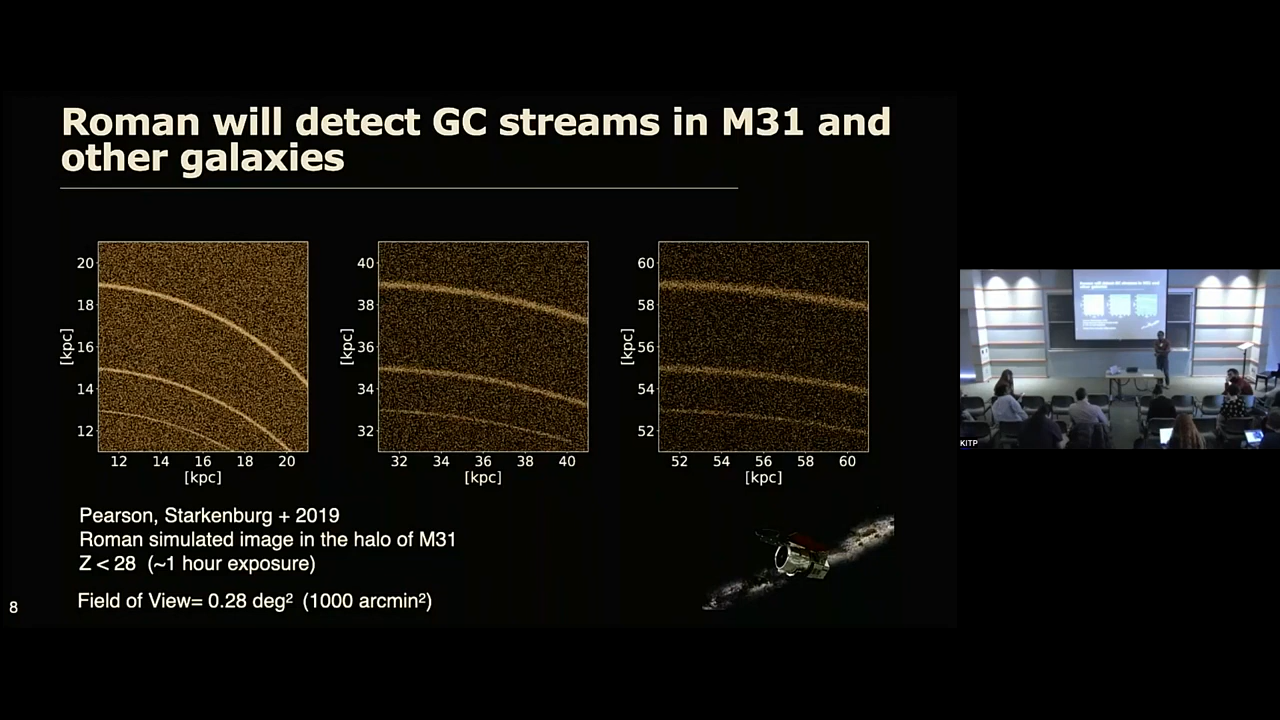 Roman will detect GC streams in M31 and
other galaxies
20
18
16
14
12
[kpc]
12 14 16 18 20
[kpc]
40
38
36
34
32
[kpc]
32 34 36 38 40
[kpc]
60
58
56
54
52
[kpc]
52 54 56 58 60
[kpc]
Pearson, Starkenburg + 2019
Roman simulated image in the halo of M31
Z < 28 (~1 hour exposure)
Field of View= 0.28 deg² (1000 arcmin²)
8
KITP